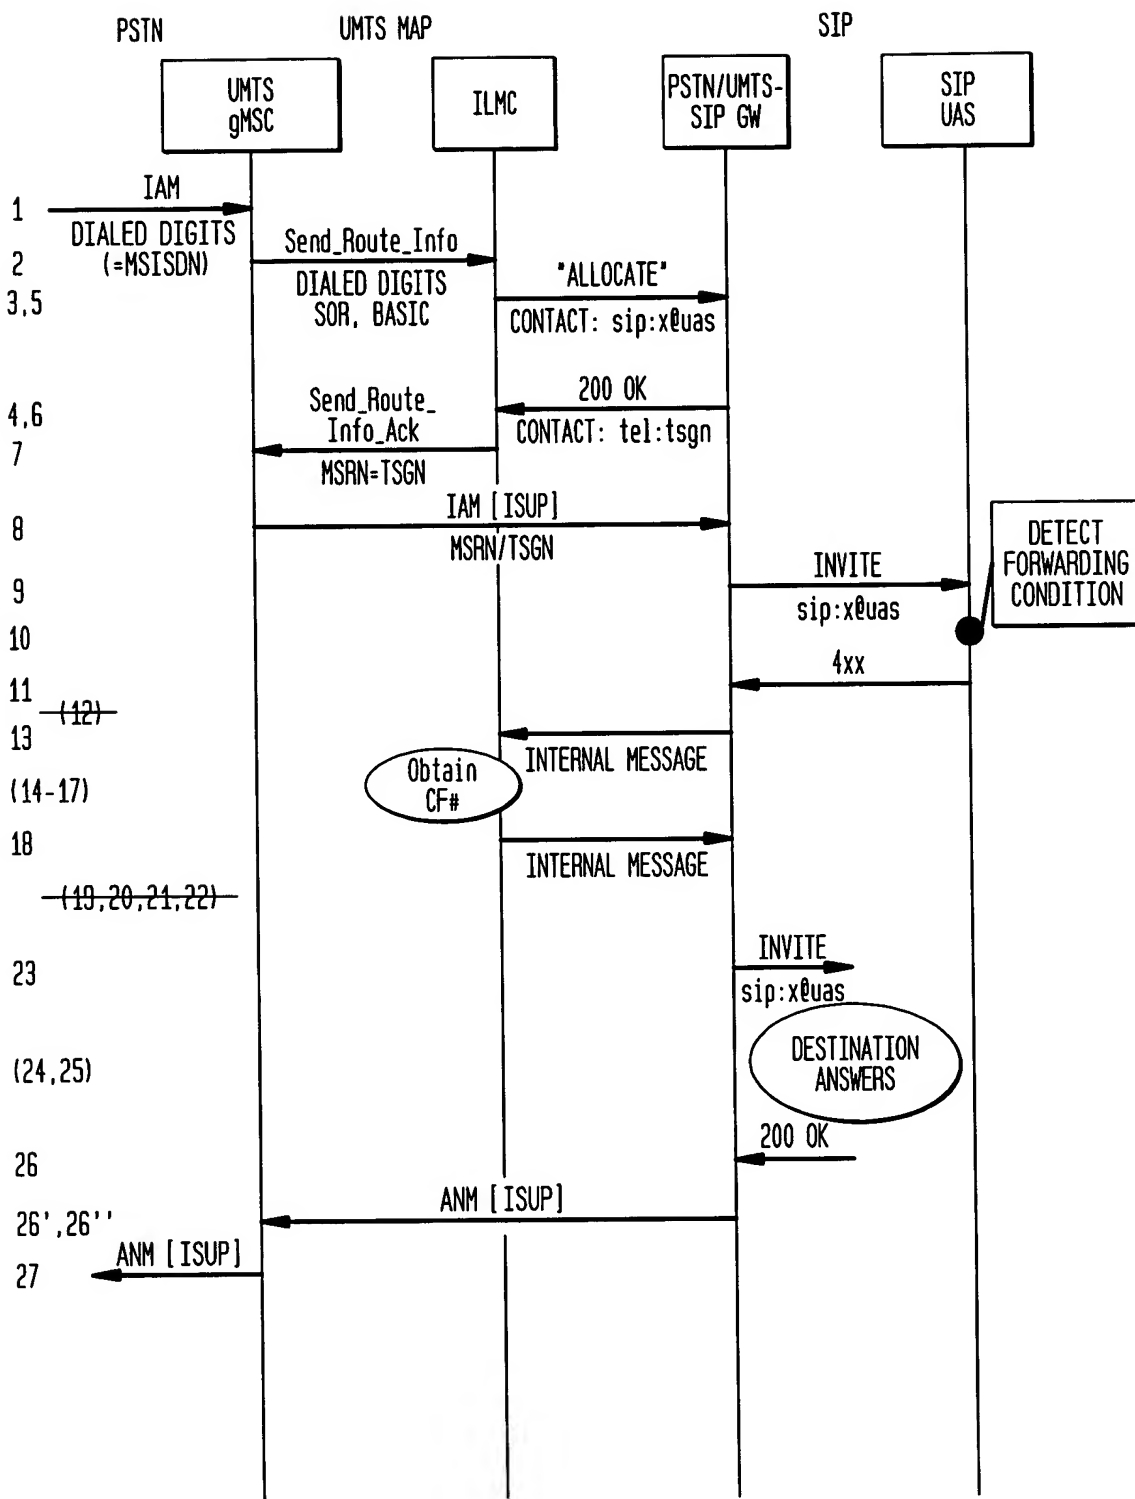 PSTN
UMTS MAP
SIP
UMTS
gMSC
ILMC
PSTN/UMTS-
SIP GW
SIP
UAS
1
IAM
DIALED DIGITS
(=MSISDN)
2
Send_Route_Info
DIALED DIGITS
SOR, BASIC
3,5
"ALLOCATE"
CONTACT: sip:x@uas
4,6
200 OK
CONTACT: tel:tsgn
7
Send_Route_
Info_Ack
MSRN=TSGN
8
IAM [ISUP]
MSRN/TSGN
DETECT
FORWARDING
CONDITION
9
INVITE
sip:x@uas
10
11
4xx
(12)
13
INTERNAL MESSAGE
(14-17)
Obtain
CF#
18
INTERNAL MESSAGE
(19,20,21,22)
23
INVITE
sip:x@uas
(24,25)
DESTINATION
ANSWERS
26
200 OK
26',26''
ANM [ISUP]
27
ANM [ISUP]